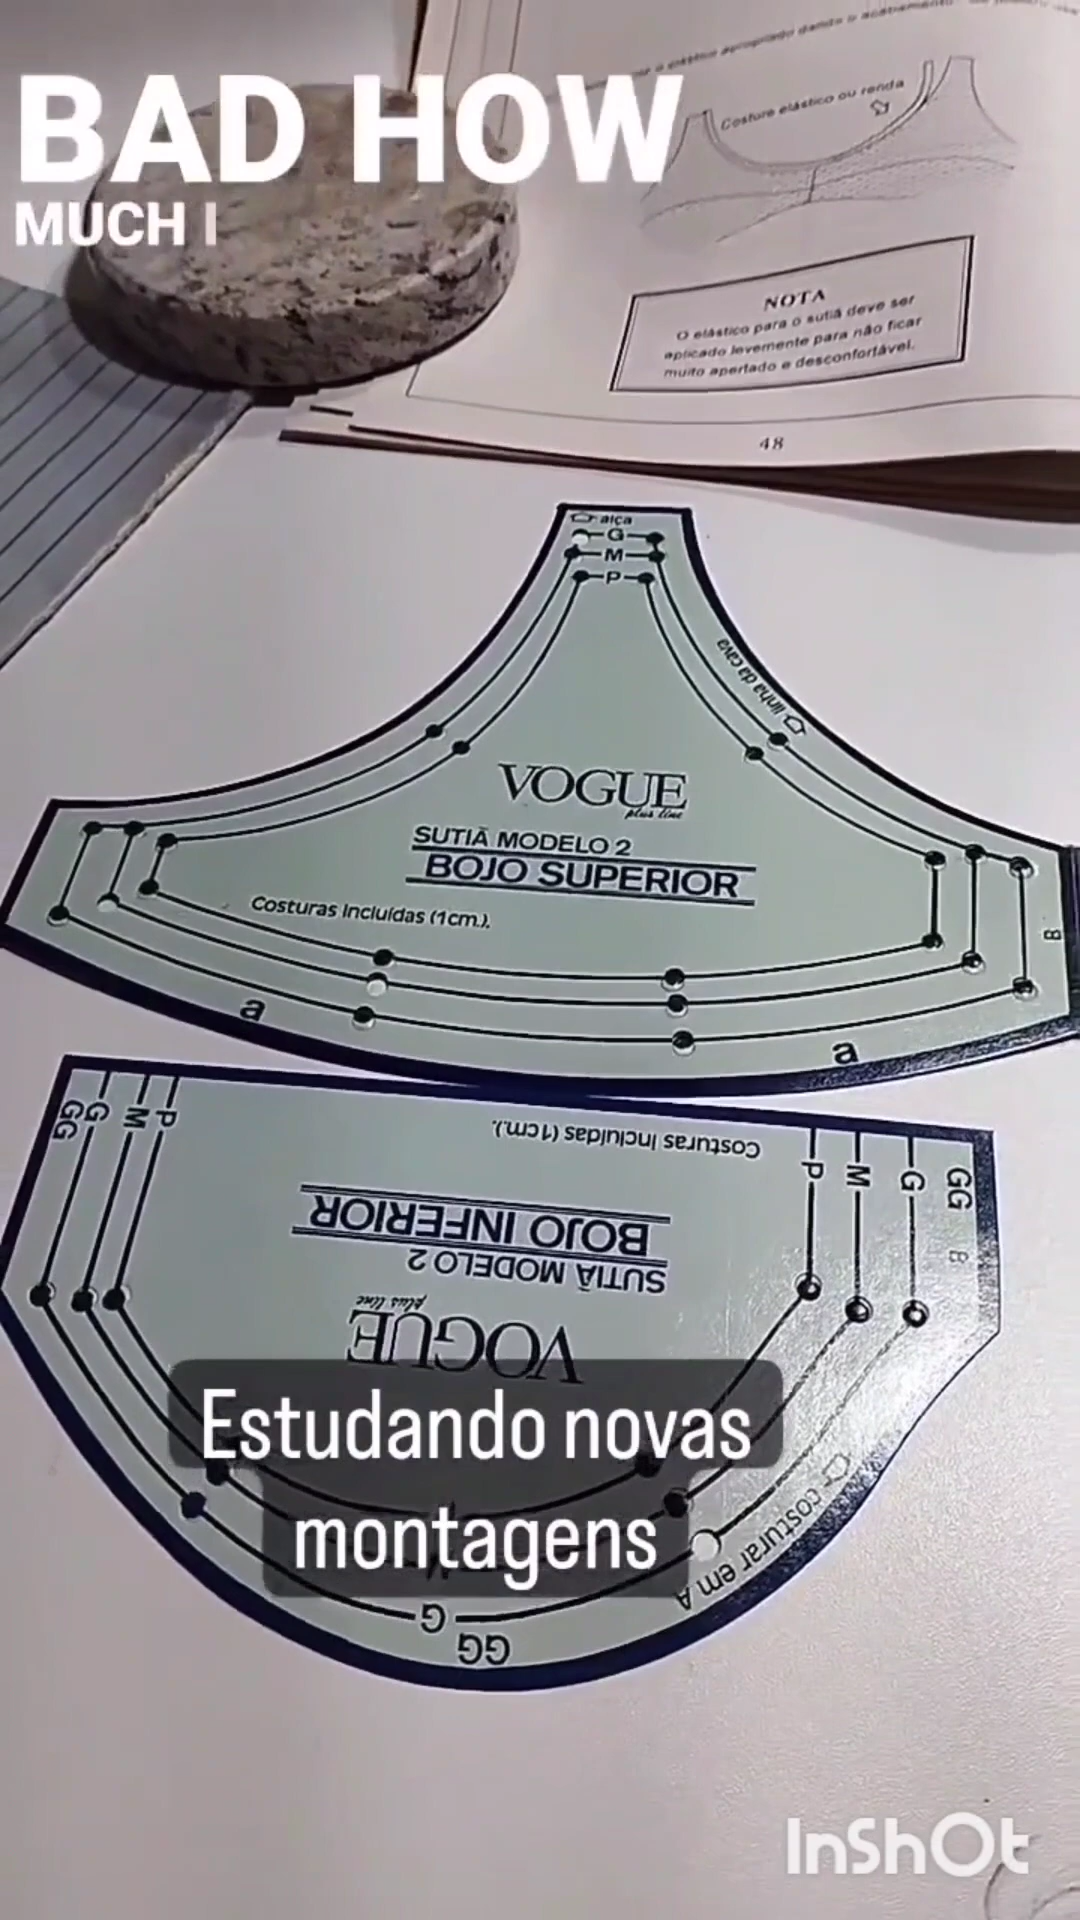 BAD HOW
MUCH I
Costure elástico ou renda
NOTA
O elástico para o sutiã deve ser
aplicado levemente para não ficar
muito apertado e desconfortável.
48
alça
G
M
P
linha da cava
VOGUE
plus line
SUTIÃ MODELO 2
BOJO SUPERIOR
Costuras Incluídas (1cm.).
B
a
a
GG
G
M
P
Costuras Incluídas (1cm.).
P
M
G
GG
B
BOJO INFERIOR
SUTIÃ MODELO 2
plus line
VOGUE
Estudando novas
montagens
costurar em A
G
GG
InShOt